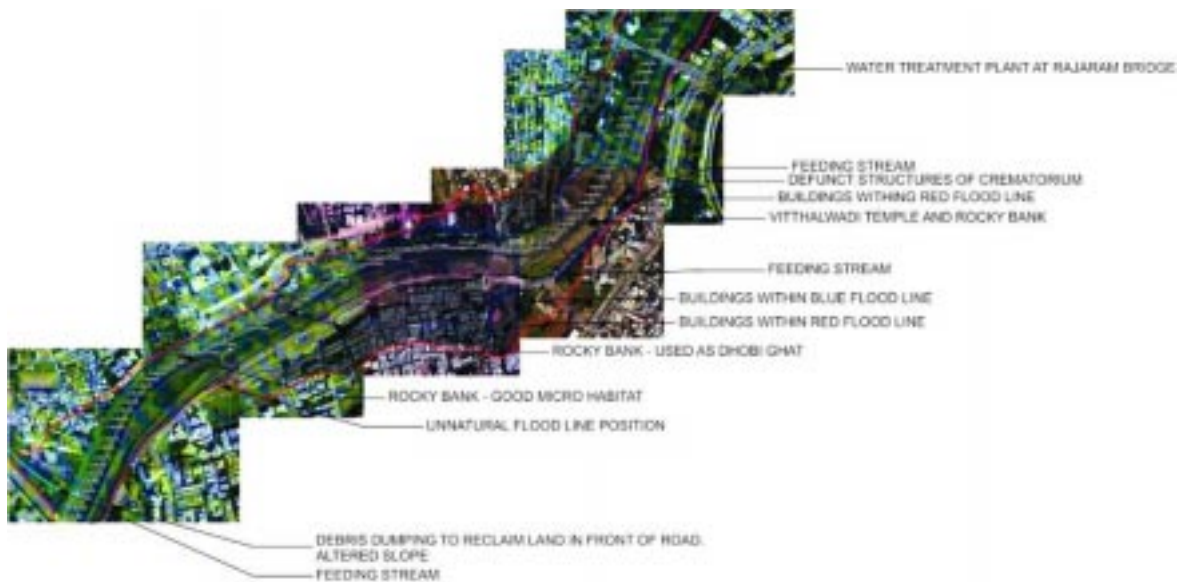 WATER TREATMENT PLANT AT RAJARAM BRIDGE
FEEDING STREAM
DEFUNCT STRUCTURES OF CREMATORIUM
BUILDINGS WITHING RED FLOOD LINE
VITTHALWADI TEMPLE AND ROCKY BANK
FEEDING STREAM
BUILDINGS WITHIN BLUE FLOOD LINE
BUILDINGS WITHIN RED FLOOD LINE
ROCKY BANK - USED AS DHOBI GHAT
ROCKY BANK - GOOD MICRO HABITAT
UNNATURAL FLOOD LINE POSITION
DEBRIS DUMPING TO RECLAIM LAND IN FRONT OF ROAD.
ALTERED SLOPE
FEEDING STREAM